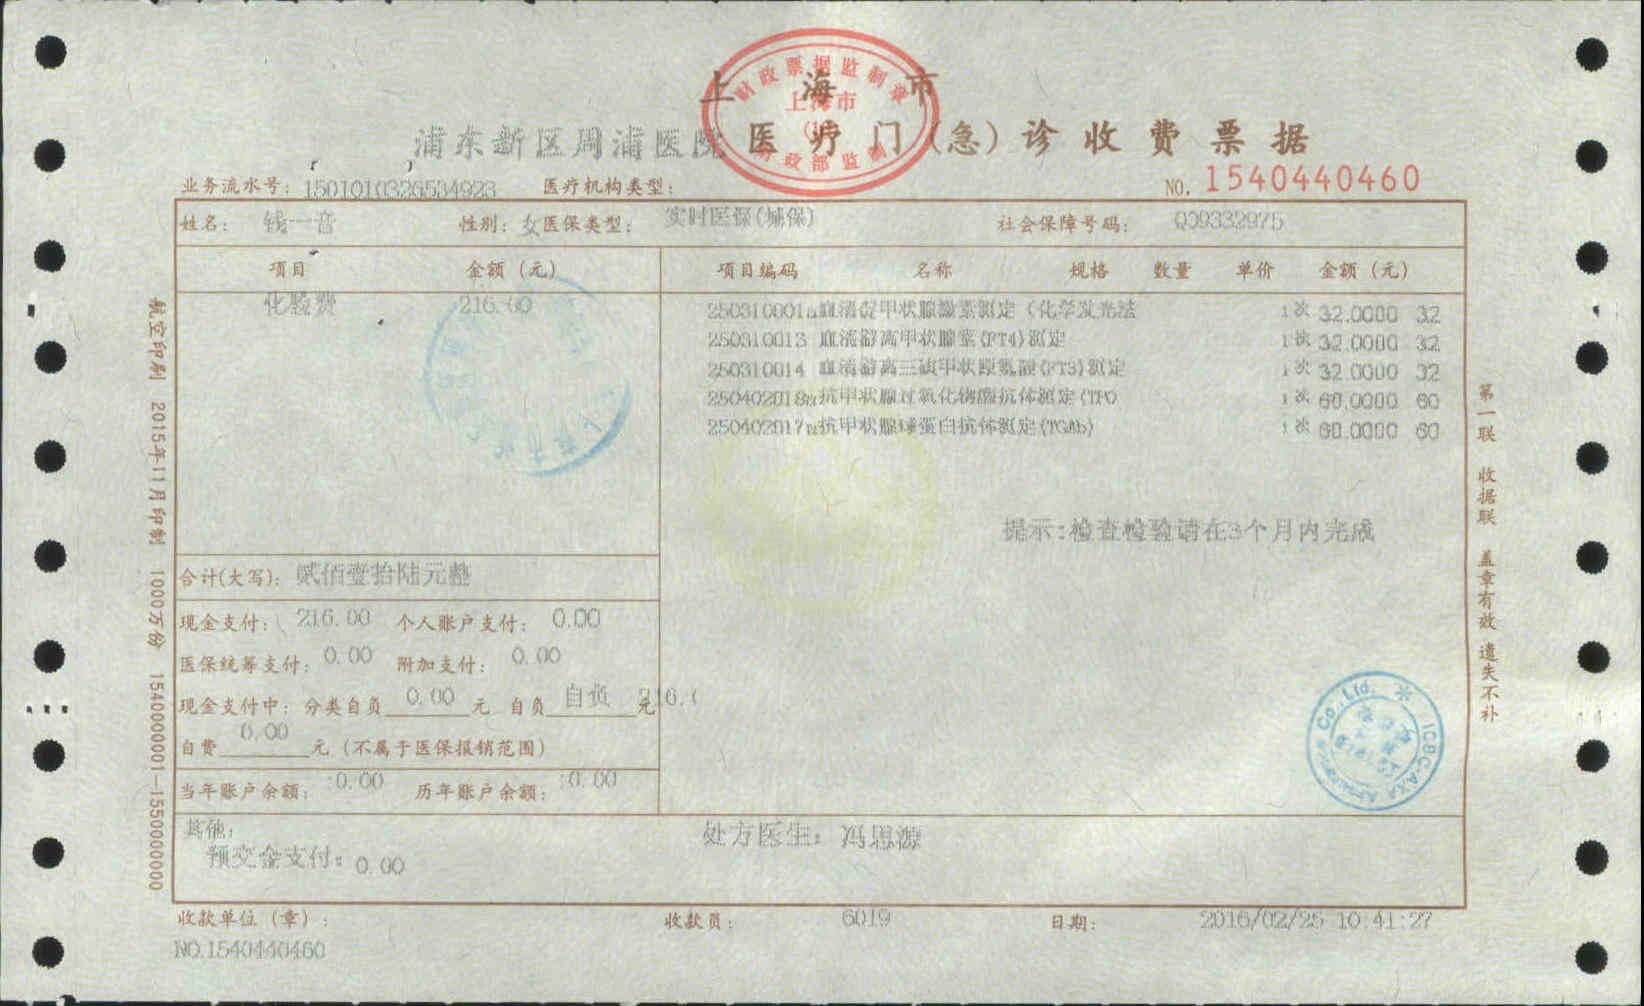 上海市
浦东新区周浦医院 医疗门(急)诊收费票据
财政票据监制章
上海市
财政部监制
业务流水号: 1501010326534923 医疗机构类型: NO. 1540440460
姓名: 钱一音 性别: 女 医保类型: 实时医保(城保) 社会保障号码: Q09332975
项目 金额(元) 项目编码 名称 规格 数量 单价 金额(元)
化验费 216.00 250310001a 血清促甲状腺激素测定(化学发光法 1次 32.0000 32
250310013 血清游离甲状腺素(FT4)测定 1次 32.0000 32
250310014 血清游离三碘甲状原氨酸(FT3)测定 1次 32.0000 32
250402018a 抗甲状腺过氧化物酶抗体测定(TPO 1次 60.0000 60
250402017a 抗甲状腺球蛋白抗体测定(TGAb) 1次 60.0000 60
提示:检查检验请在3个月内完成
合计(大写): 贰佰壹拾陆元整
现金支付: 216.00 个人账户支付: 0.00
医保统筹支付: 0.00 附加支付: 0.00
现金支付中: 分类自负 0.00 元 自负 自负 元 216.(
自费 0.00 元 (不属于医保报销范围)
当年账户余额: 0.00 历年账户余额: 0.00
其他:
预交金支付: 0.00 处方医生: 冯思源
收款单位(章): 收款员: 6019 日期: 2016/02/25 10:41:27
NO.1540440460
航空印刷 2015年11月印制 1000万份 1540000001—1550000000
第一联 收据联 盖章有效 遗失不补
Co., Ltd. * ICBC-AXA